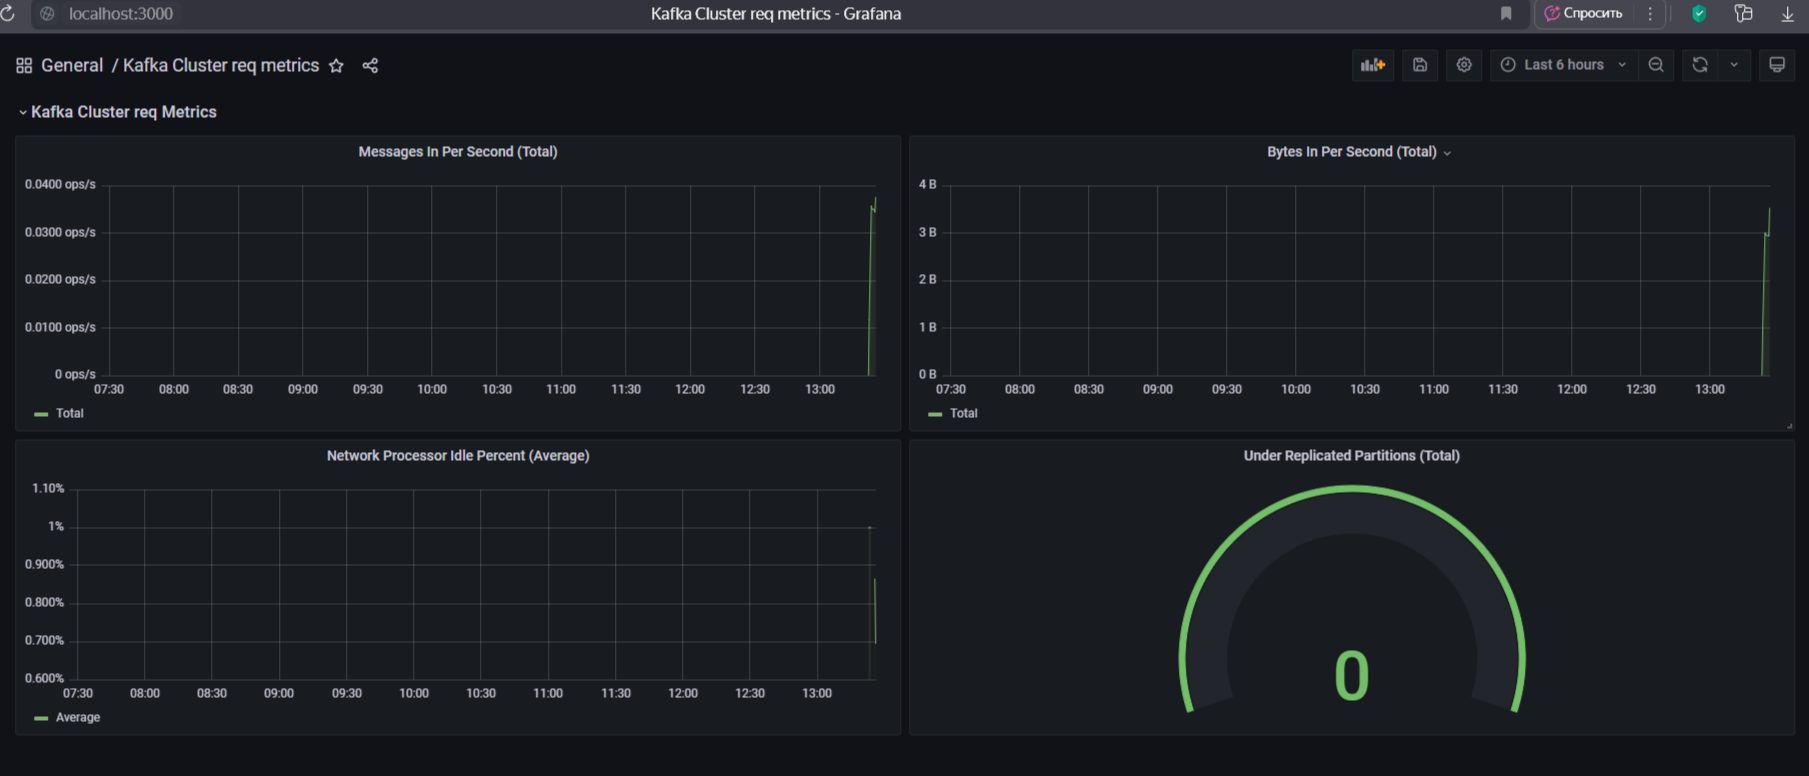 localhost:3000
Kafka Cluster req metrics - Grafana
Спросить
General / Kafka Cluster req metrics
Last 6 hours
Kafka Cluster req Metrics
Messages In Per Second (Total)
0.0400 ops/s
0.0300 ops/s
0.0200 ops/s
0.0100 ops/s
0 ops/s
07:30 08:00 08:30 09:00 09:30 10:00 10:30 11:00 11:30 12:00 12:30 13:00
Total
Bytes In Per Second (Total)
4 B
3 B
2 B
1 B
0 B
07:30 08:00 08:30 09:00 09:30 10:00 10:30 11:00 11:30 12:00 12:30 13:00
Total
Network Processor Idle Percent (Average)
1.10%
1%
0.900%
0.800%
0.700%
0.600%
07:30 08:00 08:30 09:00 09:30 10:00 10:30 11:00 11:30 12:00 12:30 13:00
Average
Under Replicated Partitions (Total)
0